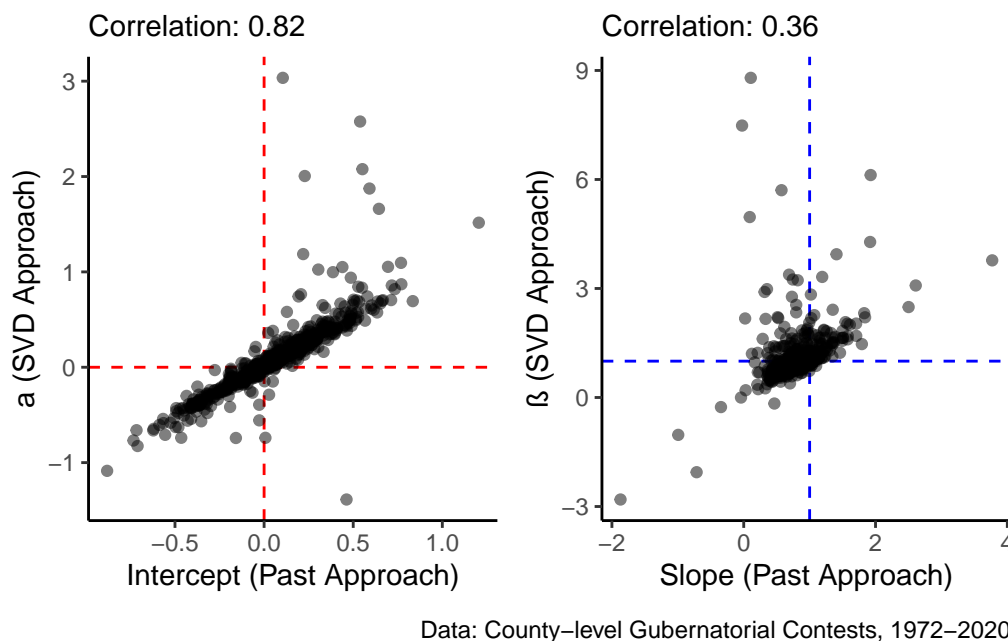 Correlation: 0.82
3
2
1
0
−1
a (SVD Approach)
−0.5 0.0 0.5 1.0
Intercept (Past Approach)
Correlation: 0.36
9
6
3
0
−3
ß (SVD Approach)
−2 0 2 4
Slope (Past Approach)
Data: County−level Gubernatorial Contests, 1972−2020